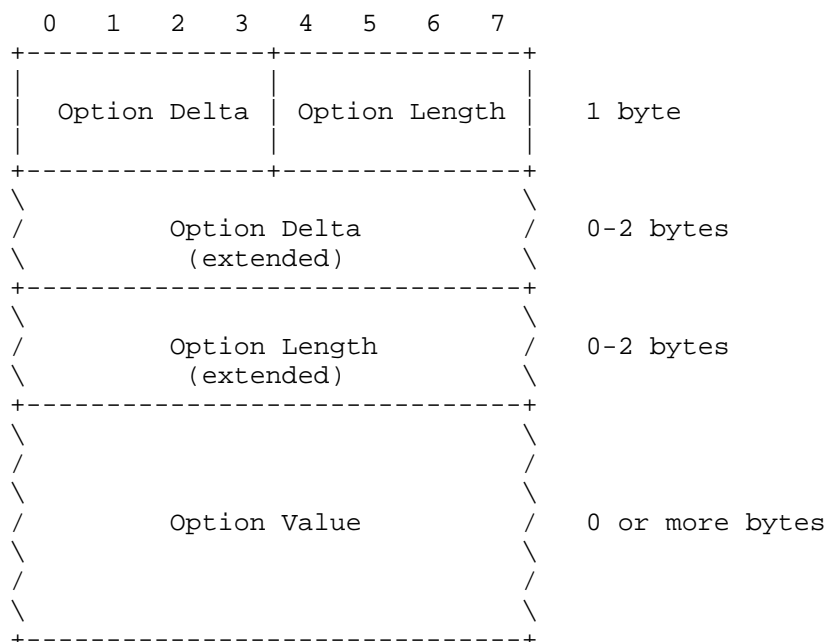 0 1 2 3 4 5 6 7
Option Delta Option Length 1 byte
Option Delta 0-2 bytes
(extended)
Option Length 0-2 bytes
(extended)
Option Value 0 or more bytes